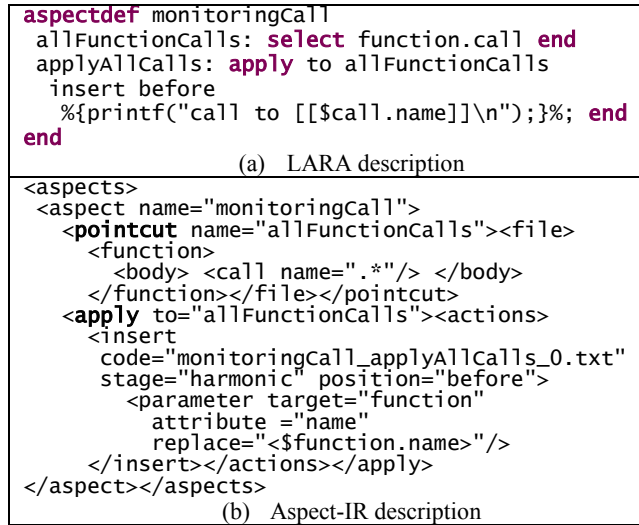 aspectdef monitoringCall
allFunctionCalls: select function.call end
applyAllCalls: apply to allFunctionCalls
insert before
%{printf("call to [[$call.name]]\n");}%; end
end
(a) LARA description
<aspects>
<aspect name="monitoringCall">
<pointcut name="allFunctionCalls"><file>
<function>
<body> <call name=".*"/> </body>
</function></file></pointcut>
<apply to="allFunctionCalls"><actions>
<insert
code="monitoringCall_applyAllCalls_0.txt"
stage="harmonic" position="before">
<parameter target="function"
attribute ="name"
replace="<$function.name>"/>
</insert></actions></apply>
</aspect></aspects>
(b) Aspect-IR description